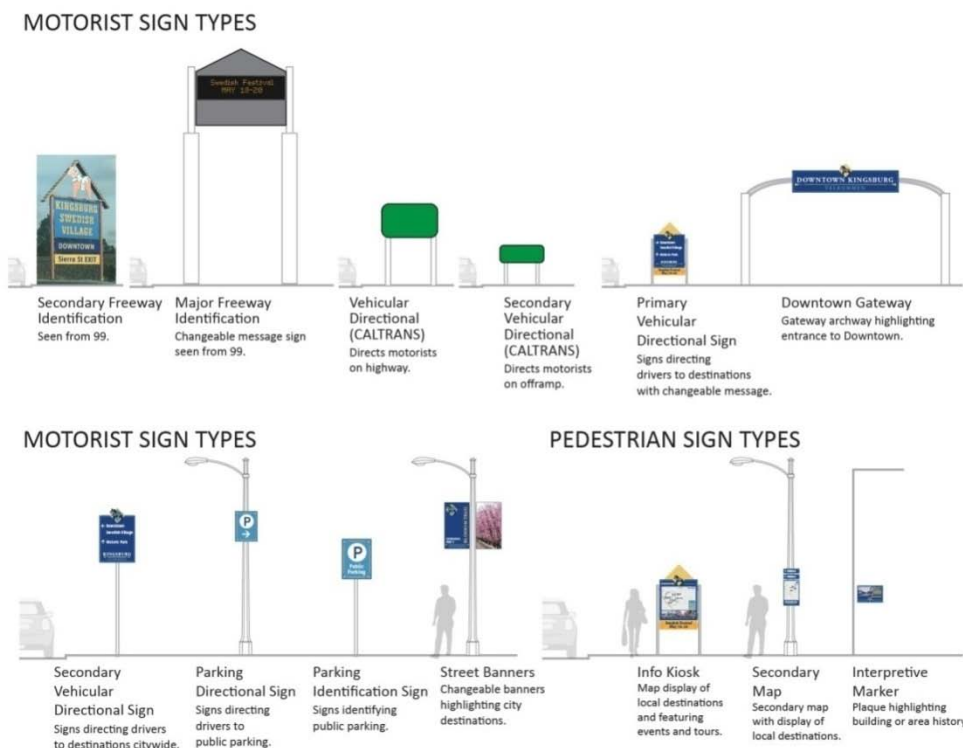 MOTORIST SIGN TYPES
Swedish Festival
MAY 18-20
KINGSBURG
SWEDISH
VILLAGE
DOWNTOWN
Sierra St EXIT
DOWNTOWN KINGSBURG
Secondary Freeway
Identification
Seen from 99.
Major Freeway
Identification
Changeable message sign
seen from 99.
Vehicular
Directional
(CALTRANS)
Directs motorists
on highway.
Secondary
Vehicular
Directional
(CALTRANS)
Directs motorists
on offramp.
Primary
Vehicular
Directional Sign
Signs directing
drivers to destinations
with changeable message.
Downtown Gateway
Gateway archway highlighting
entrance to Downtown.
MOTORIST SIGN TYPES
P
P
Public
Parking
Secondary
Vehicular
Directional Sign
Signs directing drivers
to destinations citywide.
Parking
Directional Sign
Signs directing
drivers to
public parking.
Parking
Identification Sign
Signs identifying
public parking.
Street Banners
Changeable banners
highlighting city
destinations.
PEDESTRIAN SIGN TYPES
Info Kiosk
Map display of
local destinations
and featuring
events and tours.
Secondary
Map
Secondary map
with display of
local destinations.
Interpretive
Marker
Plaque highlighting
building or area history